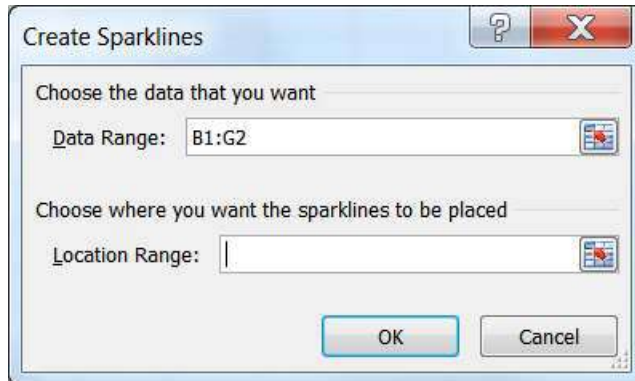 Create Sparklines
?
X
Choose the data that you want
Data Range: B1:G2
Choose where you want the sparklines to be placed
Location Range:
OK Cancel